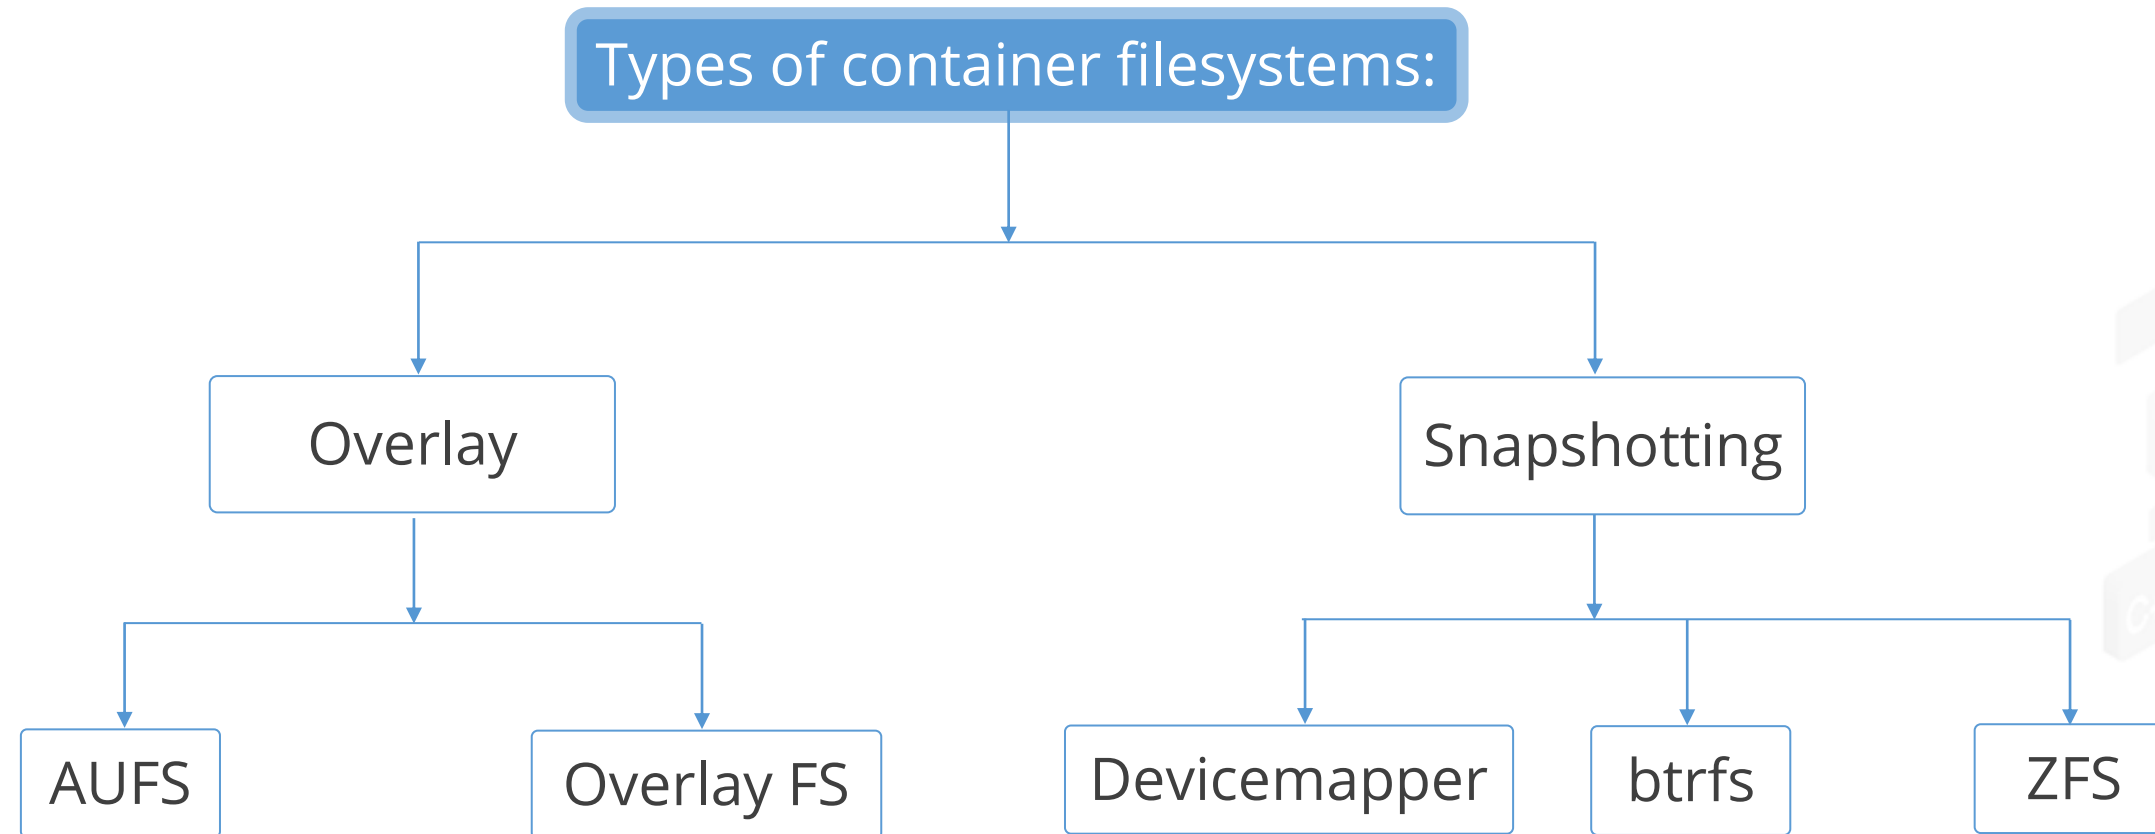 Types of container filesystems:
Overlay
Snapshotting
AUFS
Overlay FS
Devicemapper
btrfs
ZFS